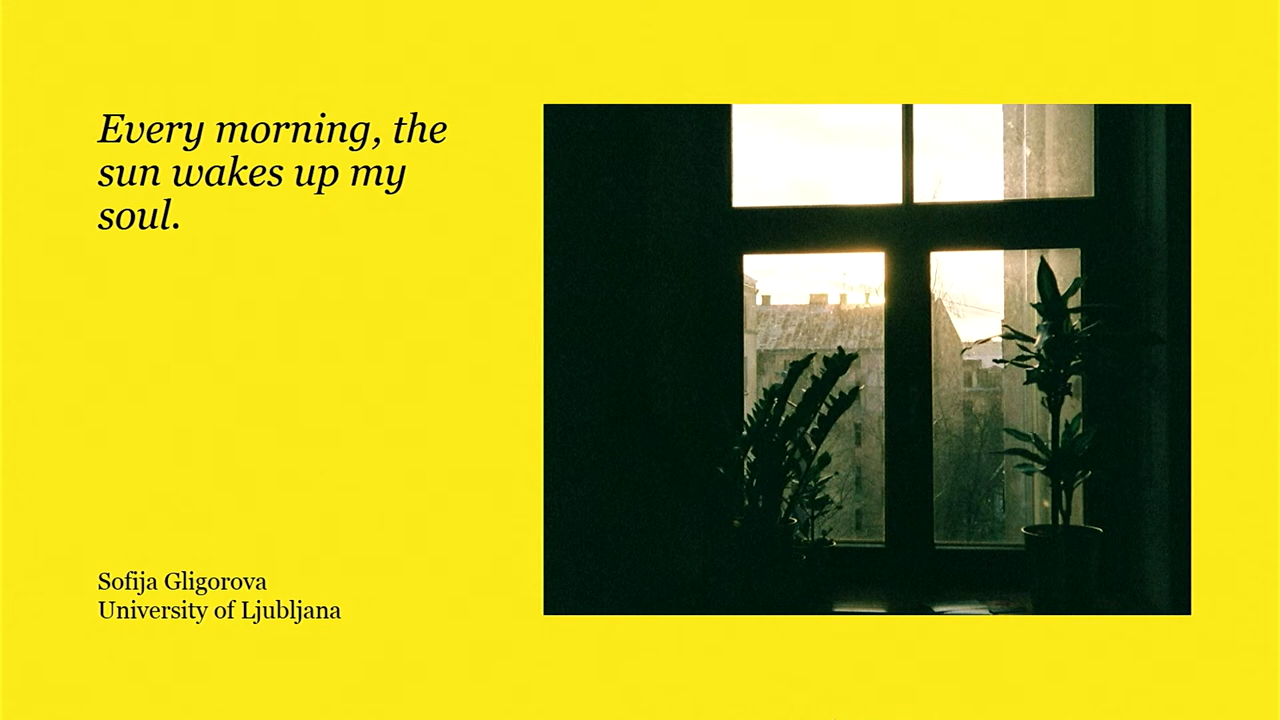 Every morning, the
sun wakes up my
soul.
Sofija Gligorova
University of Ljubljana